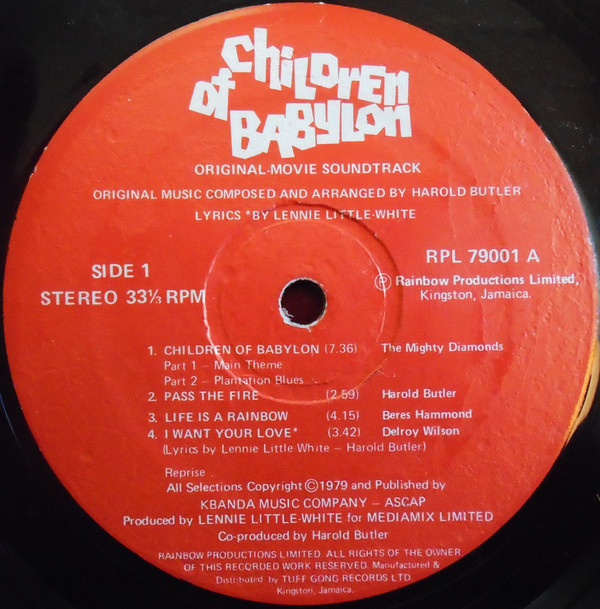 Children
of
Babylon
ORIGINAL-MOVIE SOUNDTRACK
ORIGINAL MUSIC COMPOSED AND ARRANGED BY HAROLD BUTLER
LYRICS *BY LENNIE LITTLE-WHITE
SIDE 1
STEREO 33⅓ RPM
RPL 79001 A
Ⓟ Rainbow Productions Limited,
Kingston, Jamaica.
1. CHILDREN OF BABYLON (7.36) The Mighty Diamonds
Part 1 – Main Theme
Part 2 – Plantation Blues
2. PASS THE FIRE (2.59) Harold Butler
3. LIFE IS A RAINBOW (4.15) Beres Hammond
4. I WANT YOUR LOVE* (3.42) Delroy Wilson
(Lyrics by Lennie Little White – Harold Butler)
Reprise
All Selections Copyright ©1979 and Published by
KBANDA MUSIC COMPANY – ASCAP
Produced by LENNIE LITTLE-WHITE for MEDIAMIX LIMITED
Co-produced by Harold Butler
RAINBOW PRODUCTIONS LIMITED. ALL RIGHTS OF THE OWNER
OF THIS RECORDED WORK RESERVED. Manufactured &
Distributed by TUFF GONG RECORDS LTD.
Kingston, Jamaica.